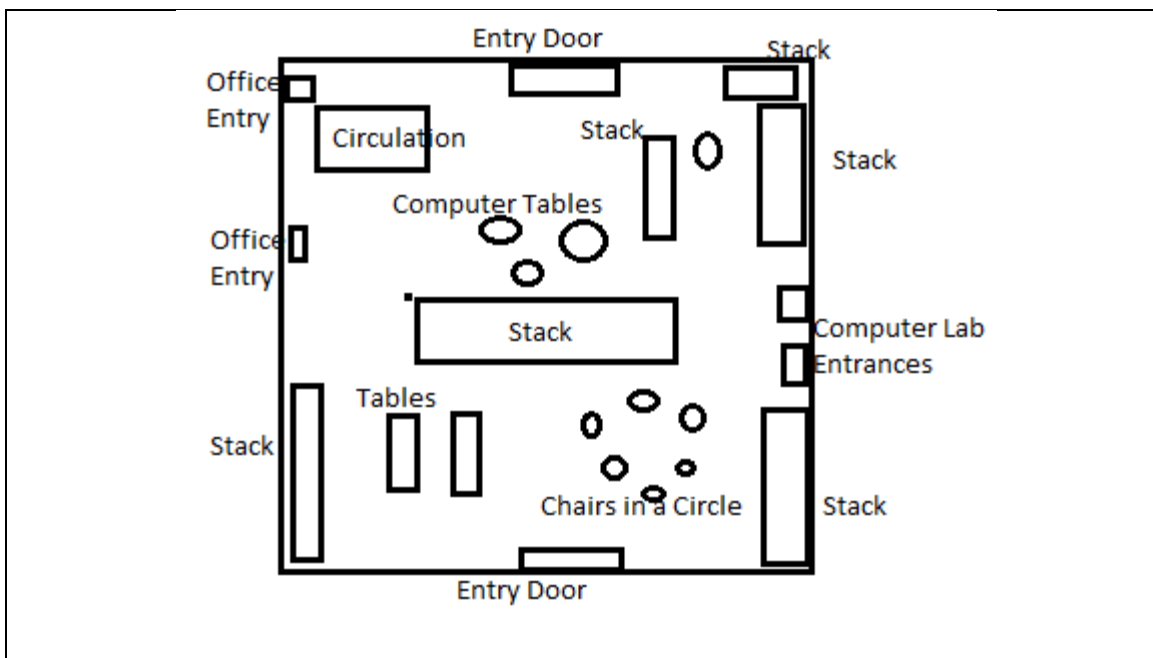 Entry Door
Stack
Office
Entry
Circulation
Stack
Stack
Computer Tables
Office
Entry
Stack
Computer Lab
Entrances
Tables
Stack
Chairs in a Circle
Stack
Entry Door